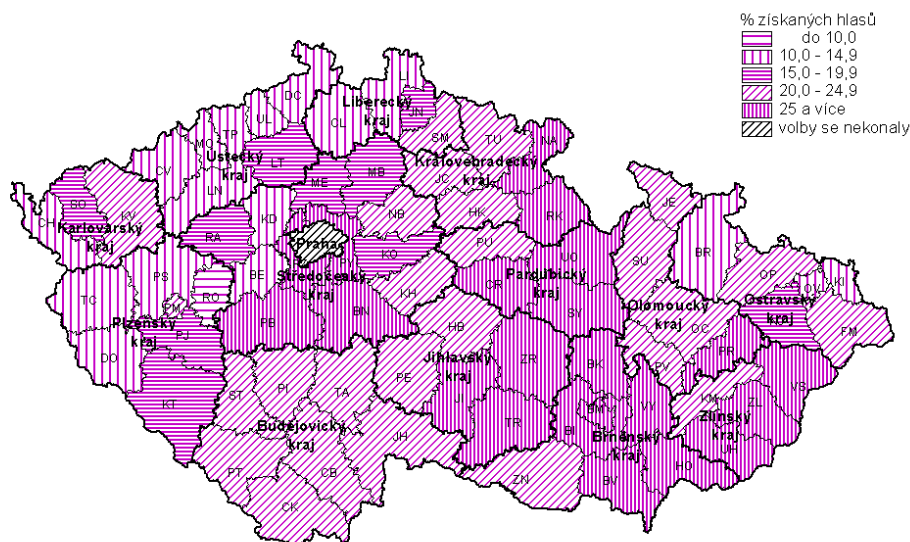 % získaných hlasů
do 10,0
10,0 - 14,9
15,0 - 19,9
20,0 - 24,9
25 a více
volby se nekonaly
DC
LI
UL
Liberecký
kraj
JN
CL
TP
MO
SM
TU
NA
CV
Ústecký
kraj
LT
MB
Královehradecký
kraj
JC
ME
LN
SO
KV
JE
CH
Karlovarský
kraj
KD
NB
HK
RK
RA
Praha
PU
UO
SU
BR
KO
PS
BE
Středočeský
kraj
CR
Pardubický
kraj
OP
TC
RO
KH
SY
Olomoucký
kraj
Ostravský
kraj
OV
KI
PM
Plzeňský
kraj
PJ
PB
BN
HB
OC
FM
DO
Jihlavský
kraj
ZR
BK
PV
PR
ST
PI
TA
PE
KT
JI
BM
VY
KM
ZL
VS
TR
BI
Brněnský
kraj
Zlínský
kraj
UH
Budějovický
kraj
JH
HO
PT
CB
ZN
BV
CK